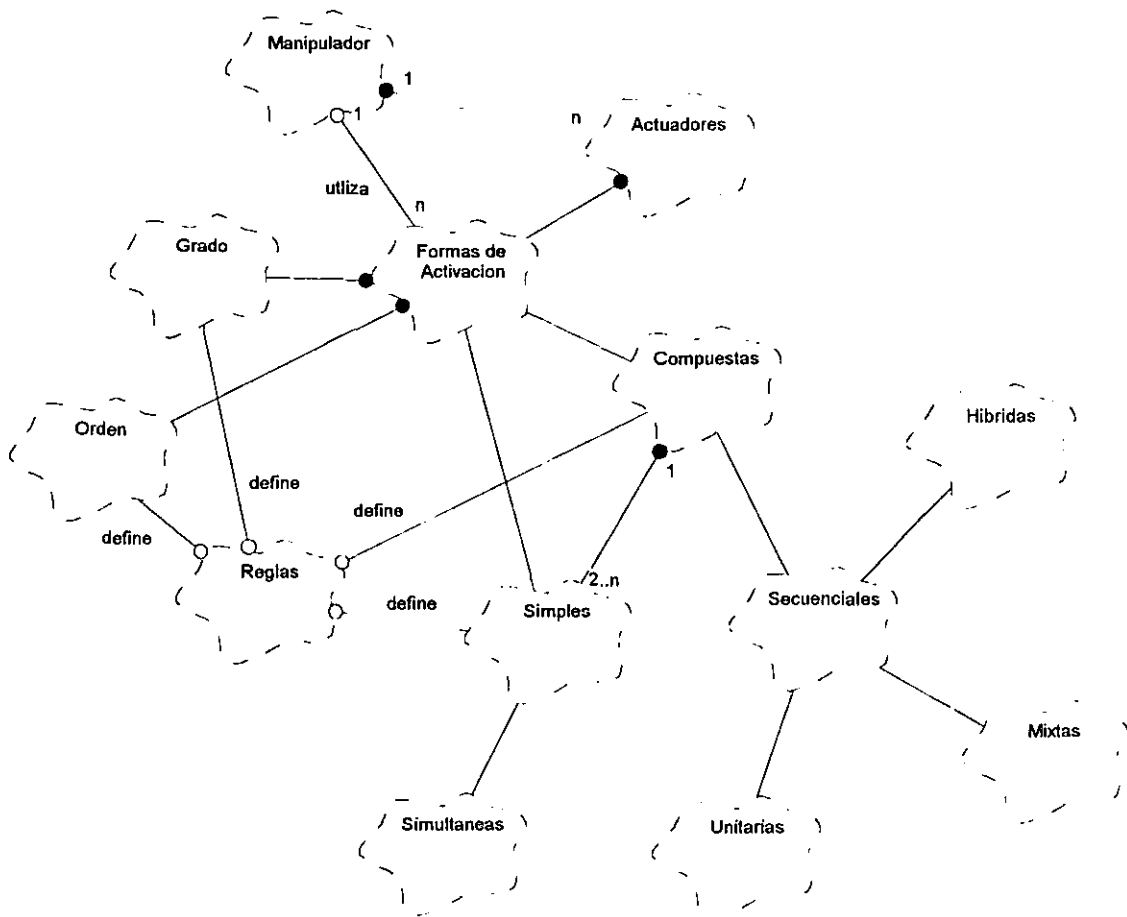 Manipulador
1
1
n
Actuadores
utliza
n
Grado
Formas de
Activacion
Compuestas
Orden
Hibridas
1
define
define
define
Reglas
2..n
define
Simples
Secuenciales
Mixtas
Simultaneas
Unitarias